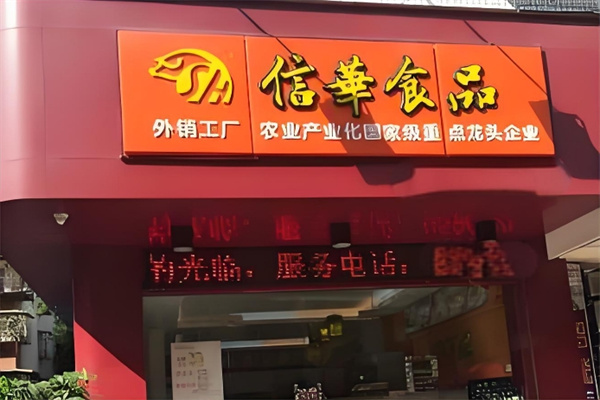 信華食品
外销工厂
农业产业化国家级重点龙头企业
竹光临：服务电话：